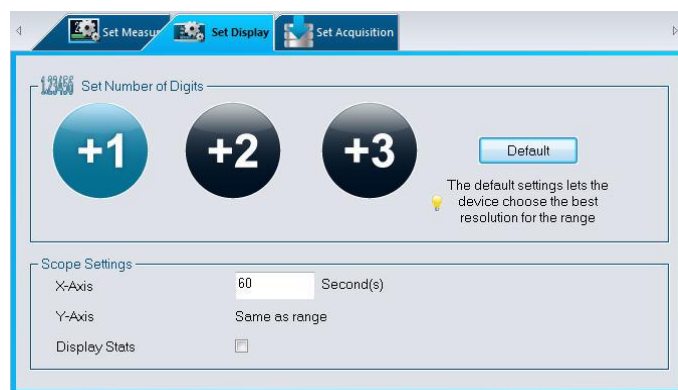 Set Measur
Set Display
Set Acquisition
123456 Set Number of Digits
+1
+2
+3
Default
The default settings lets the
device choose the best
resolution for the range
Scope Settings
X-Axis 60 Second(s)
Y-Axis Same as range
Display Stats